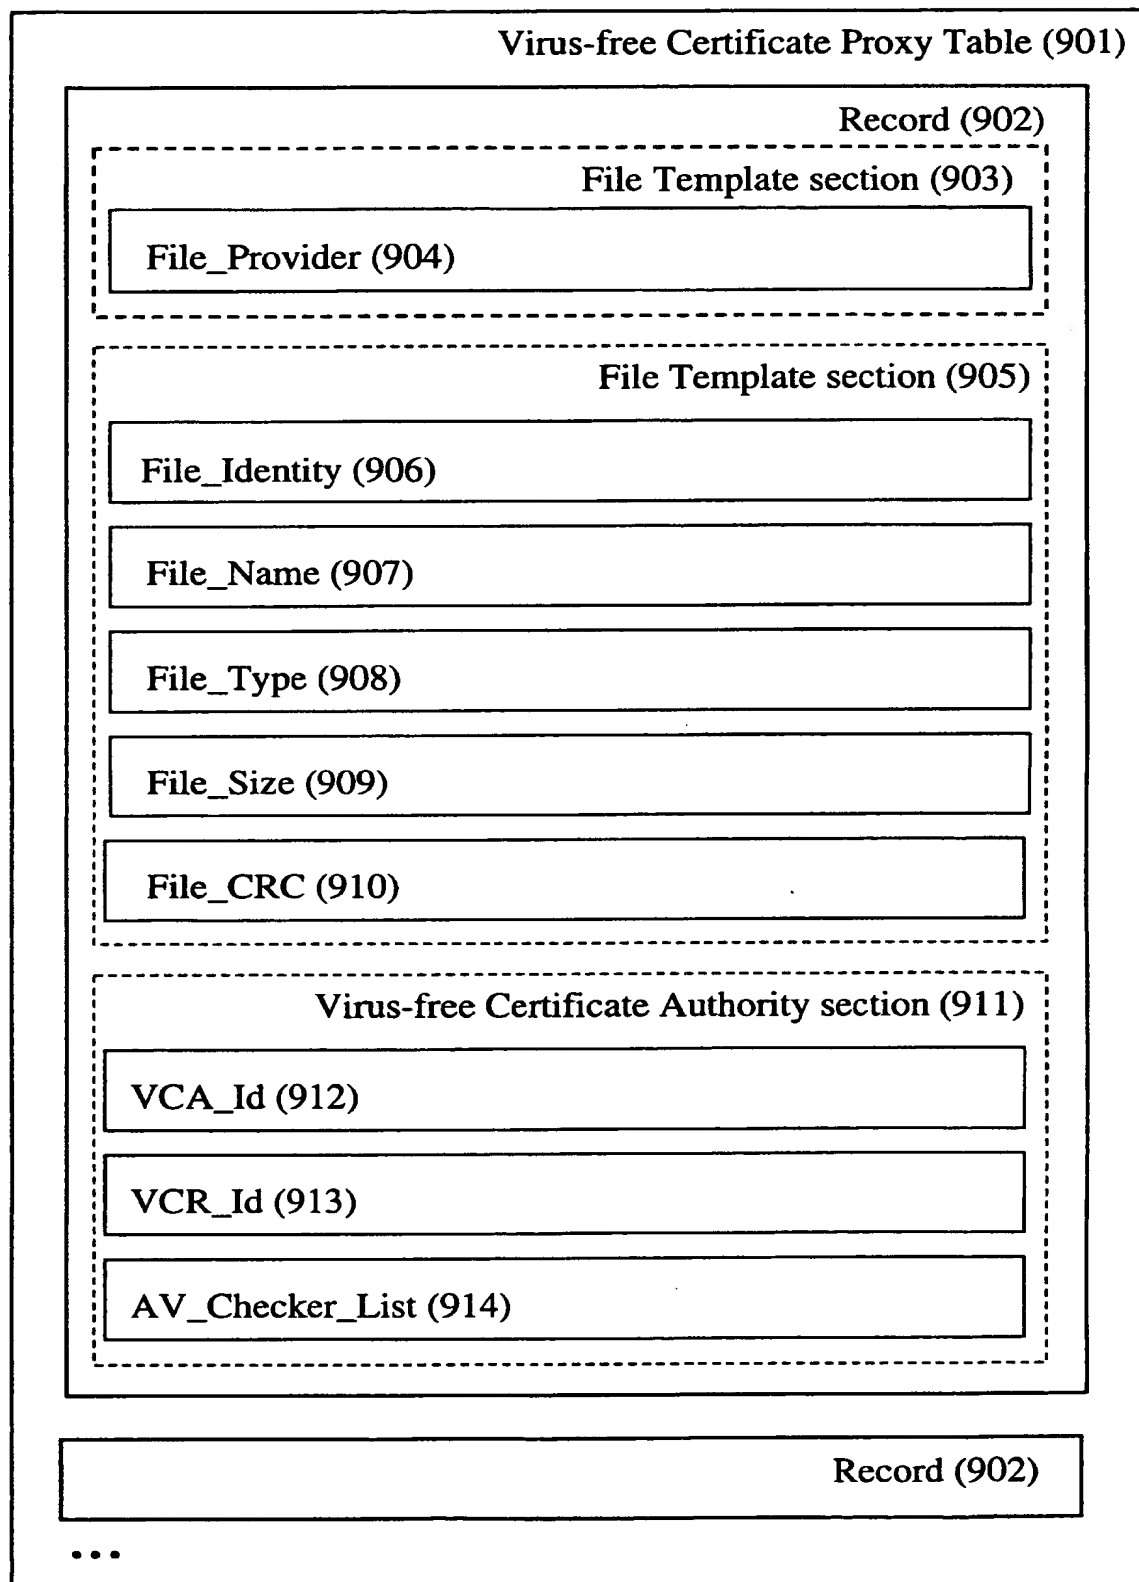 Virus-free Certificate Proxy Table (901)
Record (902)
File Template section (903)
File_Provider (904)
File Template section (905)
File_Identity (906)
File_Name (907)
File_Type (908)
File_Size (909)
File_CRC (910)
Virus-free Certificate Authority section (911)
VCA_Id (912)
VCR_Id (913)
AV_Checker_List (914)
Record (902)
...